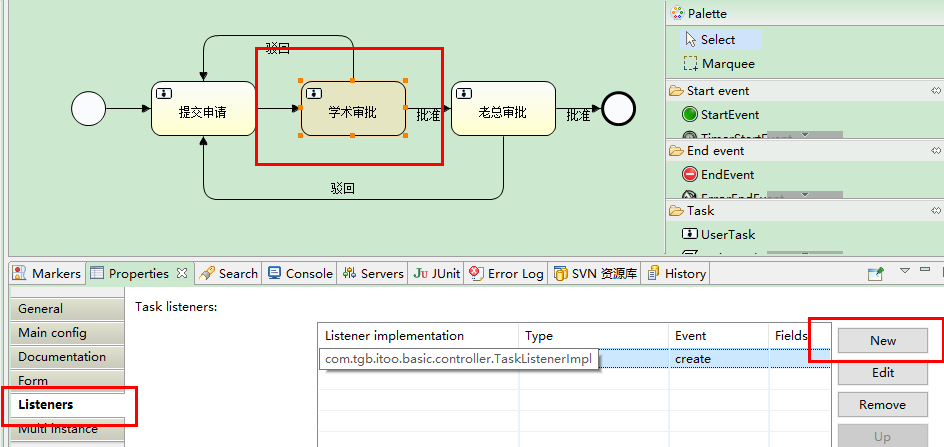 驳回
提交申请
学术审批
批准
老总审批
批准
驳回
Palette
Select
Marquee
Start event
StartEvent
TimerStartEvent
End event
EndEvent
ErrorEndEvent
Task
UserTask
Markers
Properties
Search
Console
Servers
JUnit
Error Log
SVN 资源库
History
General
Main config
Documentation
Form
Listeners
Multi instance
Task listeners:
Listener implementation
Type
Event
Fields
com.tgb.itoo.basic.controller.TaskListenerImpl
create
New
Edit
Remove
Up